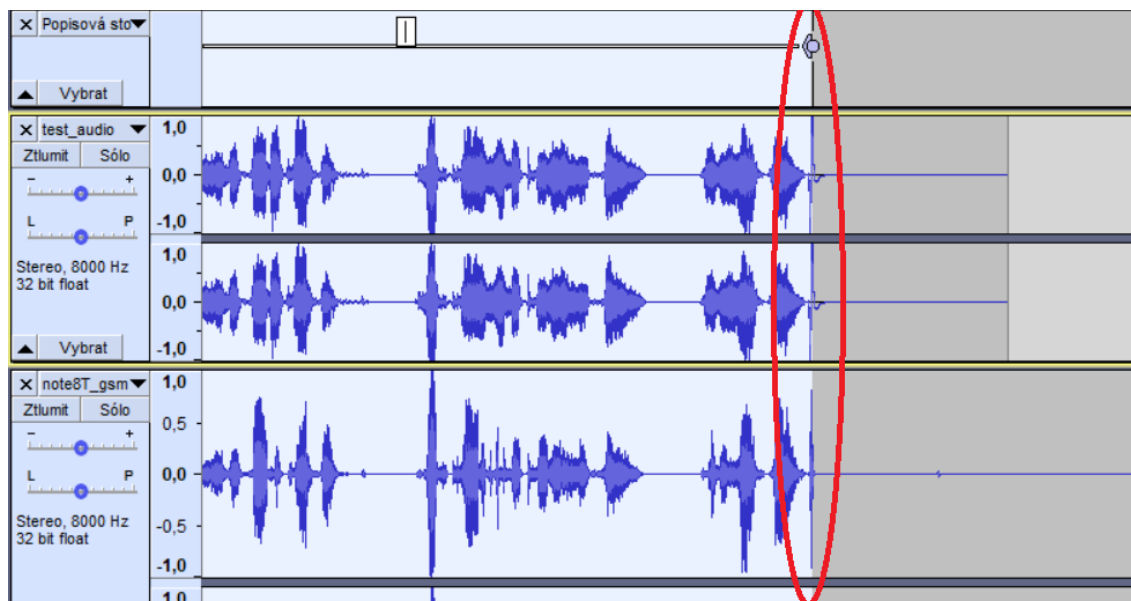 × Popisová sto▼
▲ Vybrat
× test_audio ▼
Ztlumit Sólo
- +
L P
Stereo, 8000 Hz
32 bit float
▲ Vybrat
1,0
0,0
-1,0
1,0
0,0
-1,0
× note8T_gsm▼
Ztlumit Sólo
- +
L P
Stereo, 8000 Hz
32 bit float
1,0
0,5
0,0
-0,5
-1,0
1,0